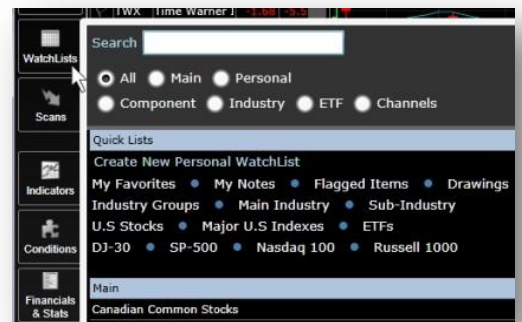 TWX Time Warner I -1.68 -5.5
WatchLists
Scans
Indicators
Conditions
Financials
& Stats
Search
All Main Personal
Component Industry ETF Channels
Quick Lists
Create New Personal WatchList
My Favorites • My Notes • Flagged Items • Drawings
Industry Groups • Main Industry • Sub-Industry
U.S Stocks • Major U.S Indexes • ETFs
DJ-30 • SP-500 • Nasdaq 100 • Russell 1000
Main
Canadian Common Stocks